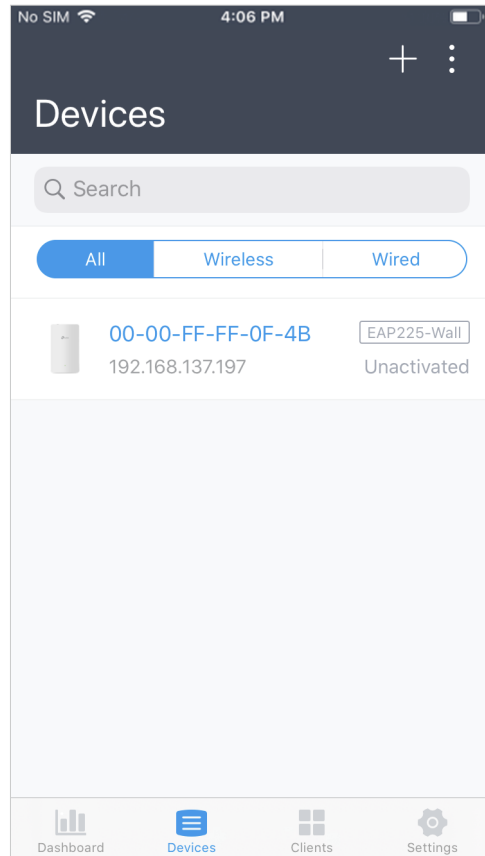 No SIM 4:06 PM
Devices
Search
All Wireless Wired
00-00-FF-FF-0F-4B EAP225-Wall
192.168.137.197 Unactivated
Dashboard Devices Clients Settings